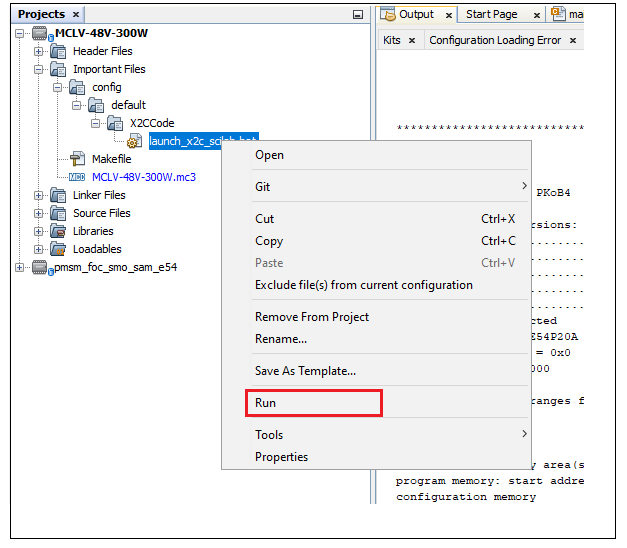 Projects ×
MCLV-48V-300W
Header Files
Important Files
config
default
X2CCode
launch_x2c_scilab.bat
Makefile
MCLV-48V-300W.mc3
Linker Files
Source Files
Libraries
Loadables
pmsm_foc_smo_sam_e54
Open
Git
Cut Ctrl+X
Copy Ctrl+C
Paste Ctrl+V
Exclude file(s) from current configuration
Remove From Project
Rename...
Save As Template...
Run
Tools
Properties
Output × Start Page × ma
Kits × Configuration Loading Error ×
***************************
PKoB4
rsions:
cted
E54P20A
= 0x0
000
ranges f
y area(s
program memory: start addre
configuration memory